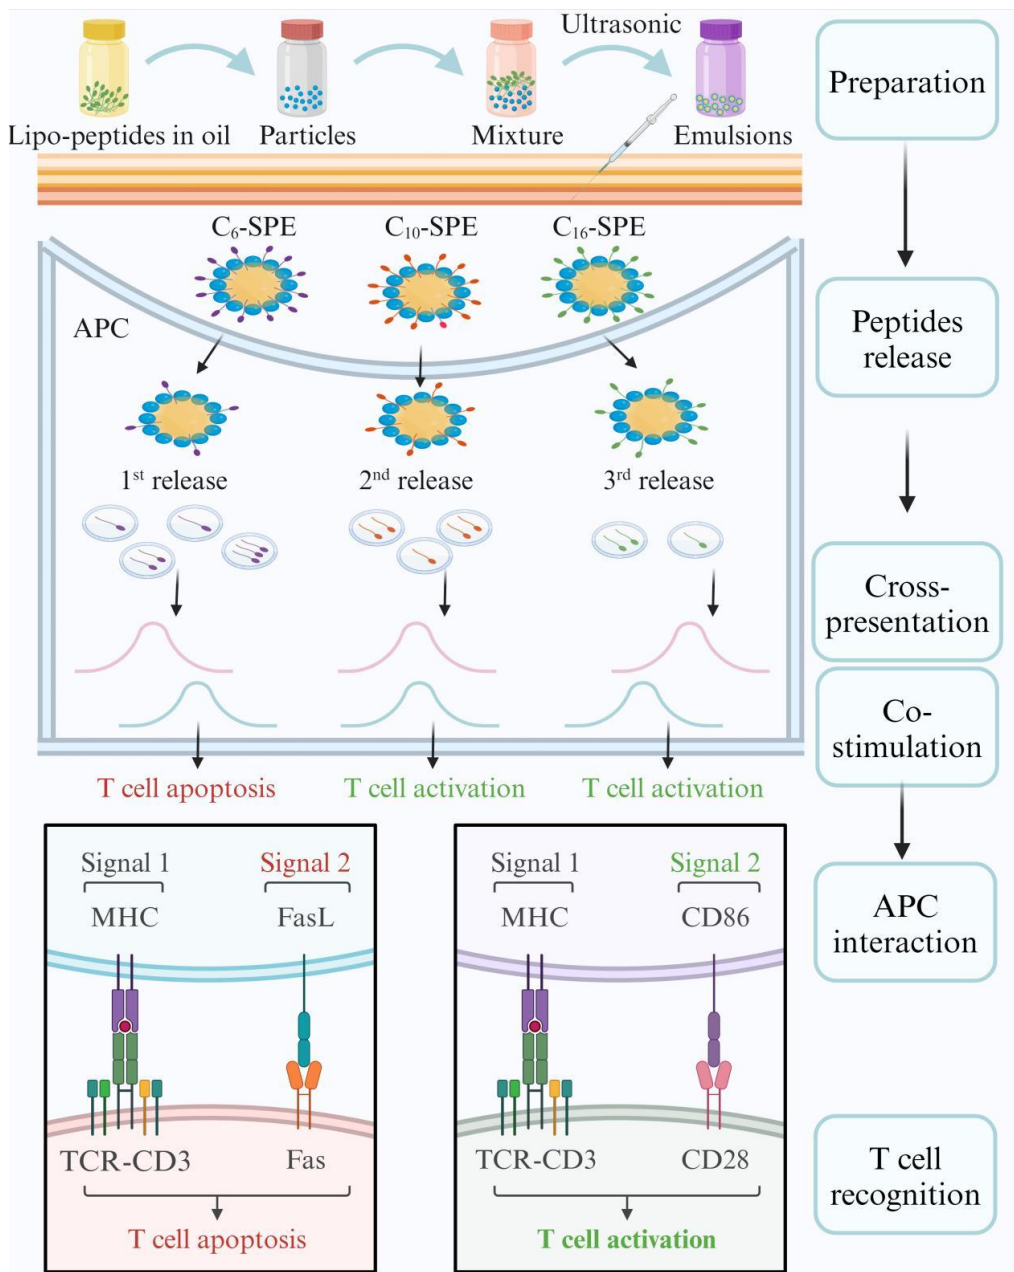 Ultrasonic
Lipo-peptides in oil
Particles
Mixture
Emulsions
Preparation
C₆-SPE
C₁₀-SPE
C₁₆-SPE
APC
Peptides
release
1st release
2nd release
3rd release
Cross-
presentation
Co-
stimulation
T cell apoptosis
T cell activation
T cell activation
Signal 1
Signal 2
MHC
FasL
TCR-CD3
Fas
T cell apoptosis
Signal 1
Signal 2
MHC
CD86
TCR-CD3
CD28
T cell activation
APC
interaction
T cell
recognition